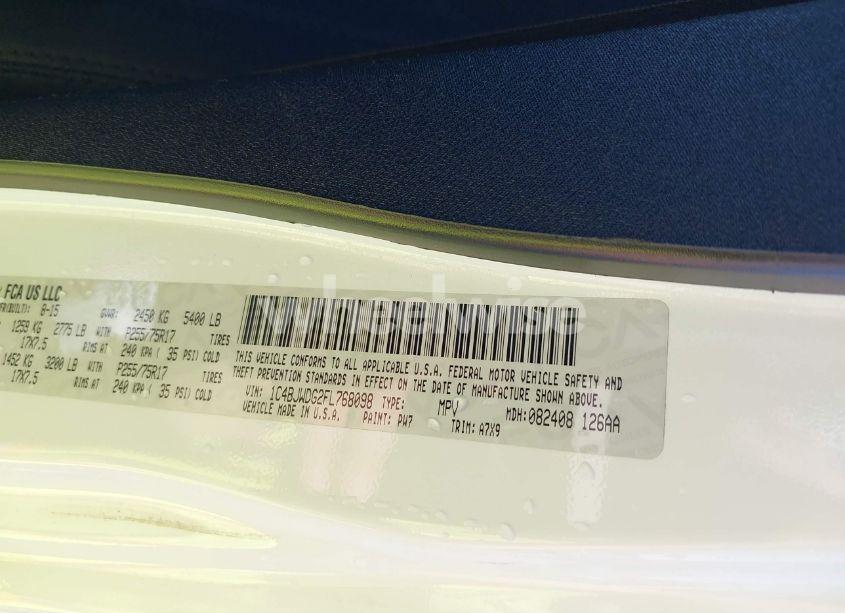 FCA US LLC
8-15 GVWR: 2450 KG 5400 LB
1259 KG 2775 LB WITH P255/75R17 TIRES
17X7.5 RIMS AT 240 KPA ( 35 PSI) COLD
1452 KG 3200 LB WITH P255/75R17 TIRES
17X7.5 RIMS AT 240 KPA ( 35 PSI) COLD
THIS VEHICLE CONFORMS TO ALL APPLICABLE U.S.A. FEDERAL MOTOR VEHICLE SAFETY AND
THEFT PREVENTION STANDARDS IN EFFECT ON THE DATE OF MANUFACTURE SHOWN ABOVE.
VIN: 1C4BJWDG2FL768098 TYPE: MPV MDH:082408 126AA
VEHICLE MADE IN U.S.A. PAINT: PW7 TRIM: A7X9
wheelwise